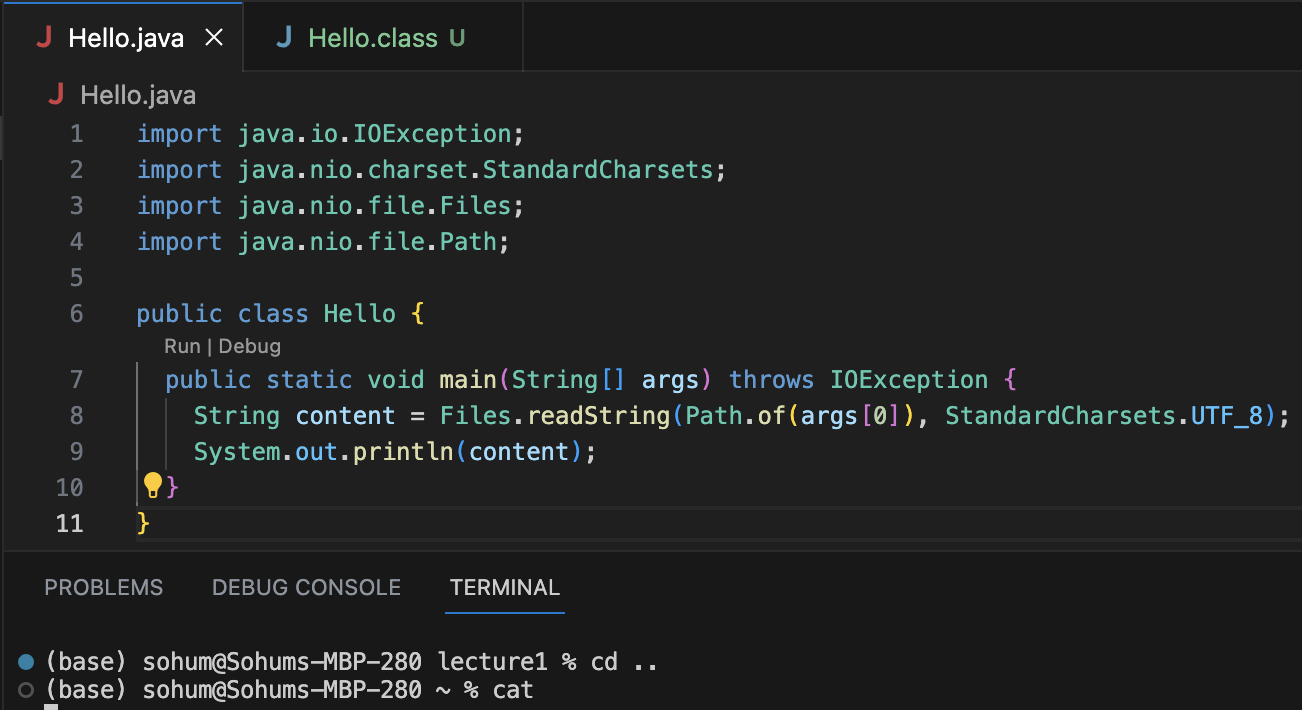 Hello.java
Hello.class U
Hello.java
1 import java.io.IOException;
2 import java.nio.charset.StandardCharsets;
3 import java.nio.file.Files;
4 import java.nio.file.Path;
5
6 public class Hello {
Run | Debug
7 public static void main(String[] args) throws IOException {
8 String content = Files.readString(Path.of(args[0]), StandardCharsets.UTF_8);
9 System.out.println(content);
10 }
11 }
PROBLEMS DEBUG CONSOLE TERMINAL
(base) sohum@Sohums-MBP-280 lecture1 % cd ..
(base) sohum@Sohums-MBP-280 ~ % cat